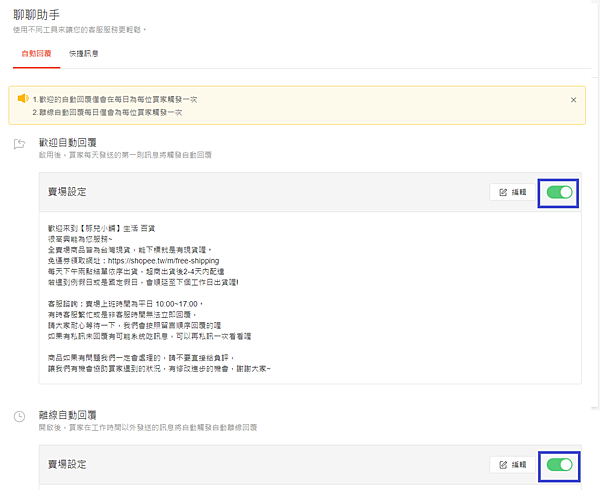 聊聊助手
使用不同工具來讓您的客服服務更輕鬆。
自動回覆
快捷訊息
1.歡迎的自動回覆僅會在每日為每位買家觸發一次
2.離線自動回覆每日僅會為每位買家觸發一次
歡迎自動回覆
啟用後,買家每天發送的第一則訊息將觸發自動回覆
賣場設定
編輯
歡迎來到【胖兒小鋪】生活 百貨
很高興能為您服務~
全賣場商品皆為台灣現貨,能下標就是有現貨喔。
免運券領取網址:https://shopee.tw/m/free-shipping
每天下午兩點結單依序出貨,超商出貨後2-4天內配達
若遇到例假日或是國定假日,會順延至下個工作日出貨喔!
客服諮詢:賣場上班時間為平日 10:00~17:00,
有時客服繁忙或是非客服時間無法立即回覆,
請大家耐心等待一下,我們會按照留言順序回覆的喔
如果有私訊未回覆有可能系統吃訊息,可以再私訊一次看看喔
商品如果有問題我們一定會處理的,請不要直接給負評,
讓我們有機會協助買家遇到的狀況,有修改進步的機會,謝謝大家~
離線自動回覆
開啟後,買家在工作時間以外發送的訊息將自動觸發自動離線回覆
賣場設定
編輯